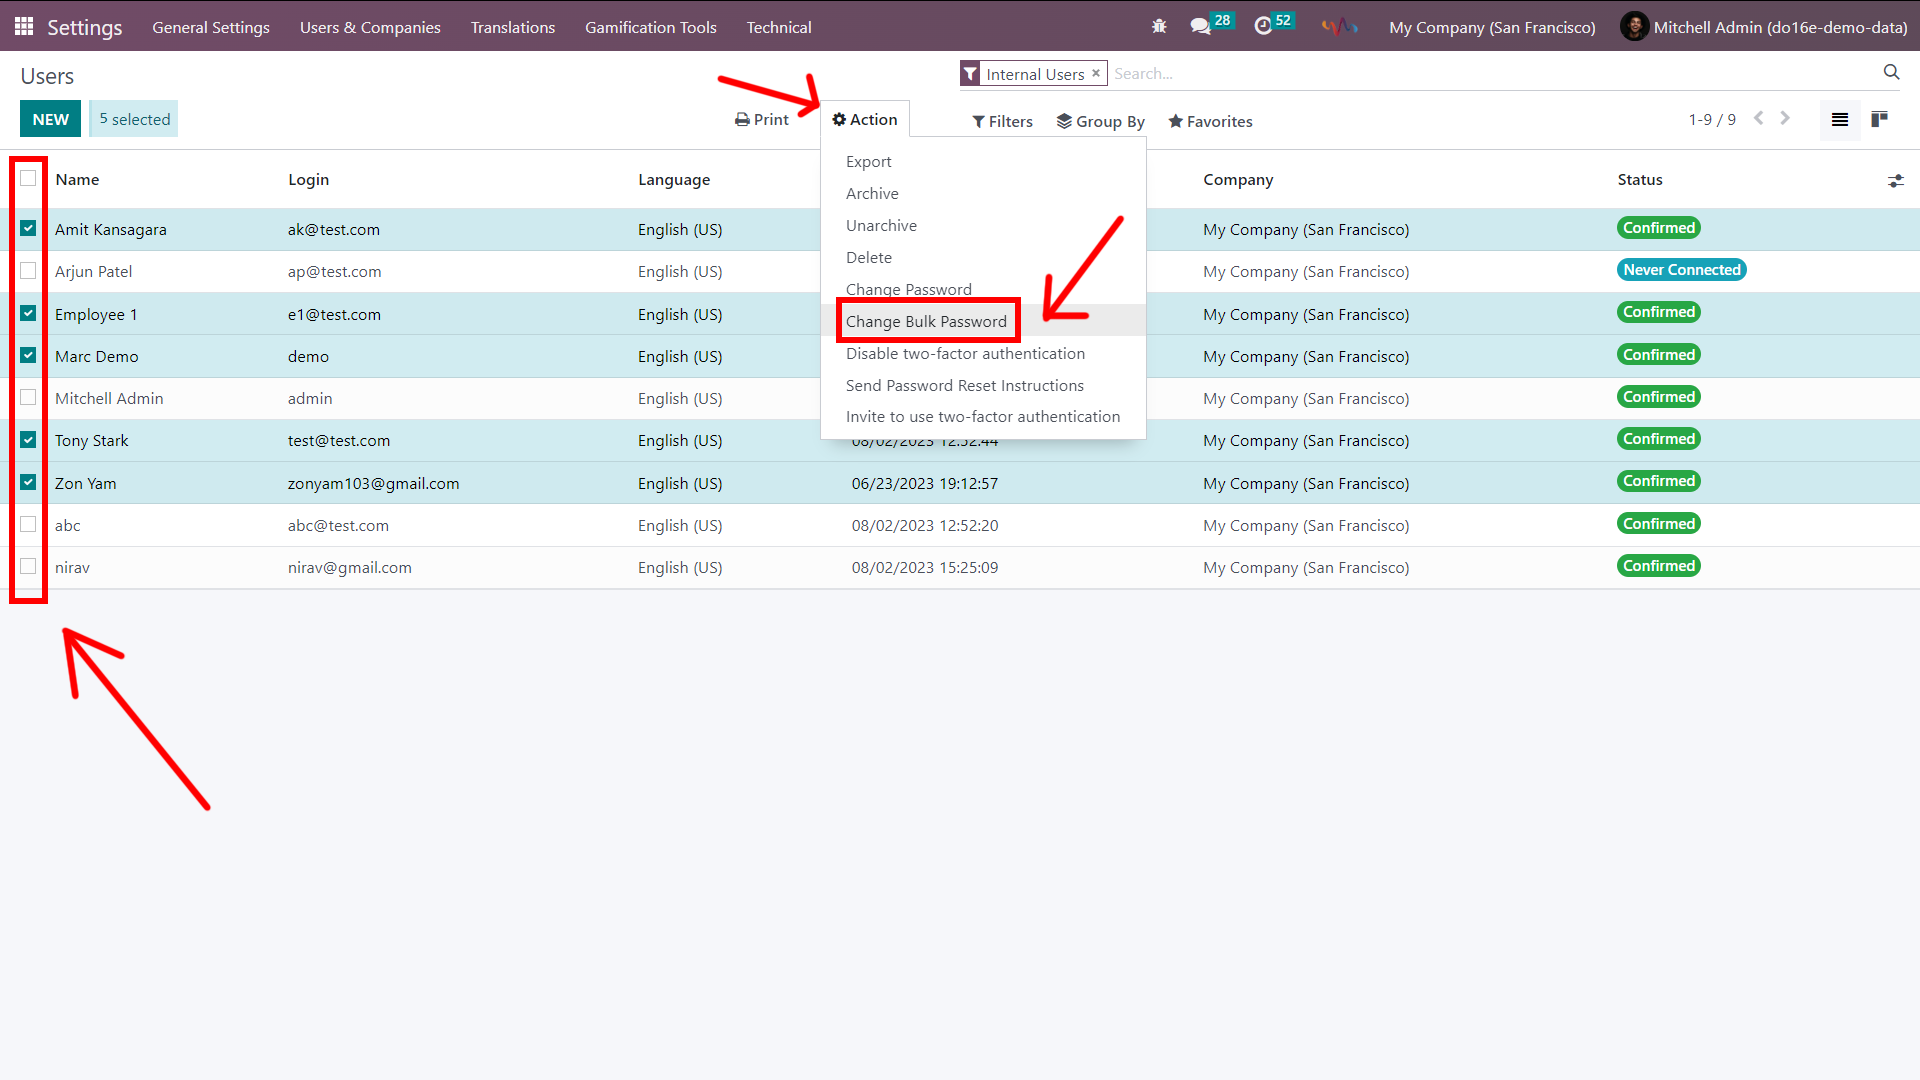 Settings General Settings Users & Companies Translations Gamification Tools Technical 28 52 My Company (San Francisco) Mitchell Admin (do16e-demo-data)
Users Internal Users × Search...
NEW 5 selected Print Action Filters Group By Favorites 1-9 / 9
Export
Archive
Unarchive
Delete
Change Password
Change Bulk Password
Disable two-factor authentication
Send Password Reset Instructions
Invite to use two-factor authentication
Name Login Language Company Status
Amit Kansagara ak@test.com English (US) My Company (San Francisco) Confirmed
Arjun Patel ap@test.com English (US) My Company (San Francisco) Never Connected
Employee 1 e1@test.com English (US) My Company (San Francisco) Confirmed
Marc Demo demo English (US) My Company (San Francisco) Confirmed
Mitchell Admin admin English (US) My Company (San Francisco) Confirmed
Tony Stark test@test.com English (US) 08/02/2023 12:52:44 My Company (San Francisco) Confirmed
Zon Yam zonyam103@gmail.com English (US) 06/23/2023 19:12:57 My Company (San Francisco) Confirmed
abc abc@test.com English (US) 08/02/2023 12:52:20 My Company (San Francisco) Confirmed
nirav nirav@gmail.com English (US) 08/02/2023 15:25:09 My Company (San Francisco) Confirmed